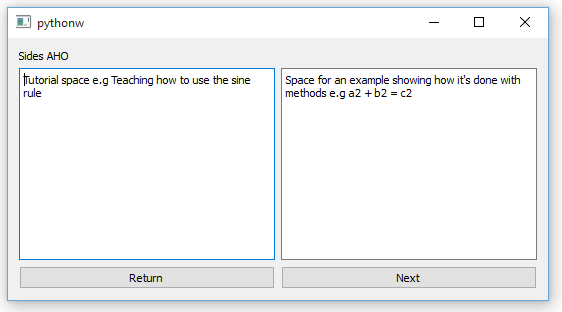 pythonw
Sides AHO
Tutorial space e.g Teaching how to use the sine
rule
Space for an example showing how it's done with
methods e.g a2 + b2 = c2
Return
Next